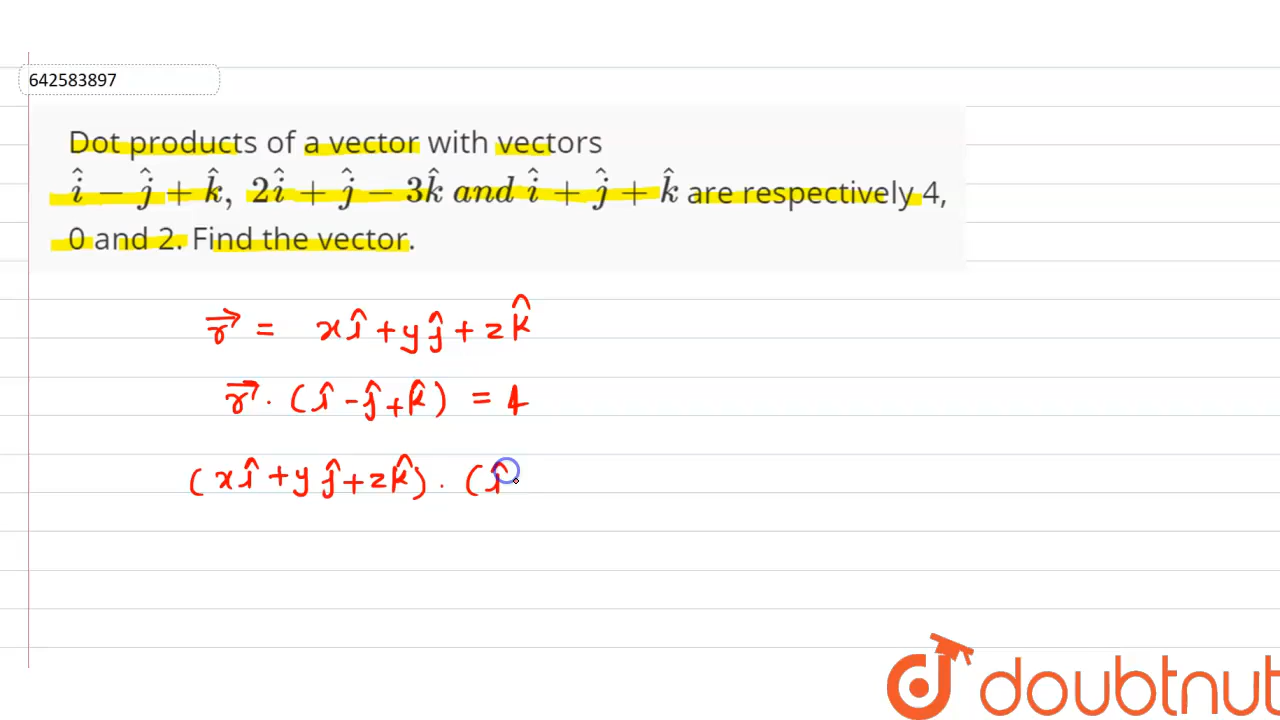 642583897
Dot products of a vector with vectors
î − ĵ + k̂, 2î + ĵ − 3k̂ and î + ĵ + k̂ are respectively 4,
0 and 2. Find the vector.
r⃗ = xî + yĵ + zk̂
r⃗ · (î - ĵ + k̂) = 4
(xî + yĵ + zk̂) · (î
doubtnut